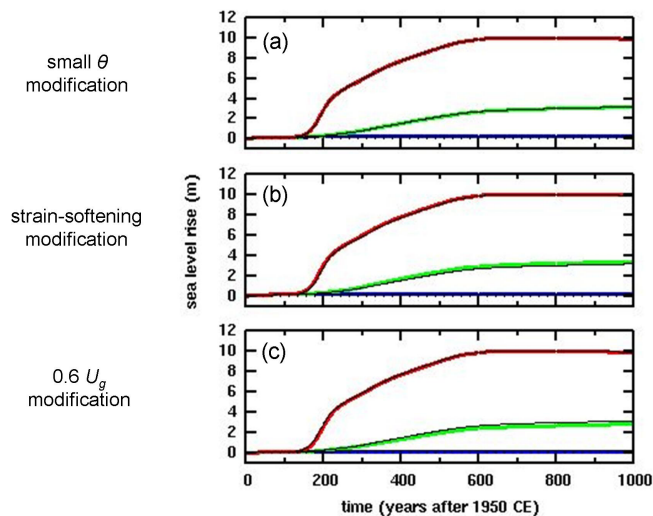 small θ
modification
(a)
12
10
8
6
4
2
0
strain-softening
modification
(b)
12
10
8
6
4
2
0
sea level rise (m)
0.6 Ug
modification
(c)
12
10
8
6
4
2
0
0 200 400 600 800 1000
time (years after 1950 CE)